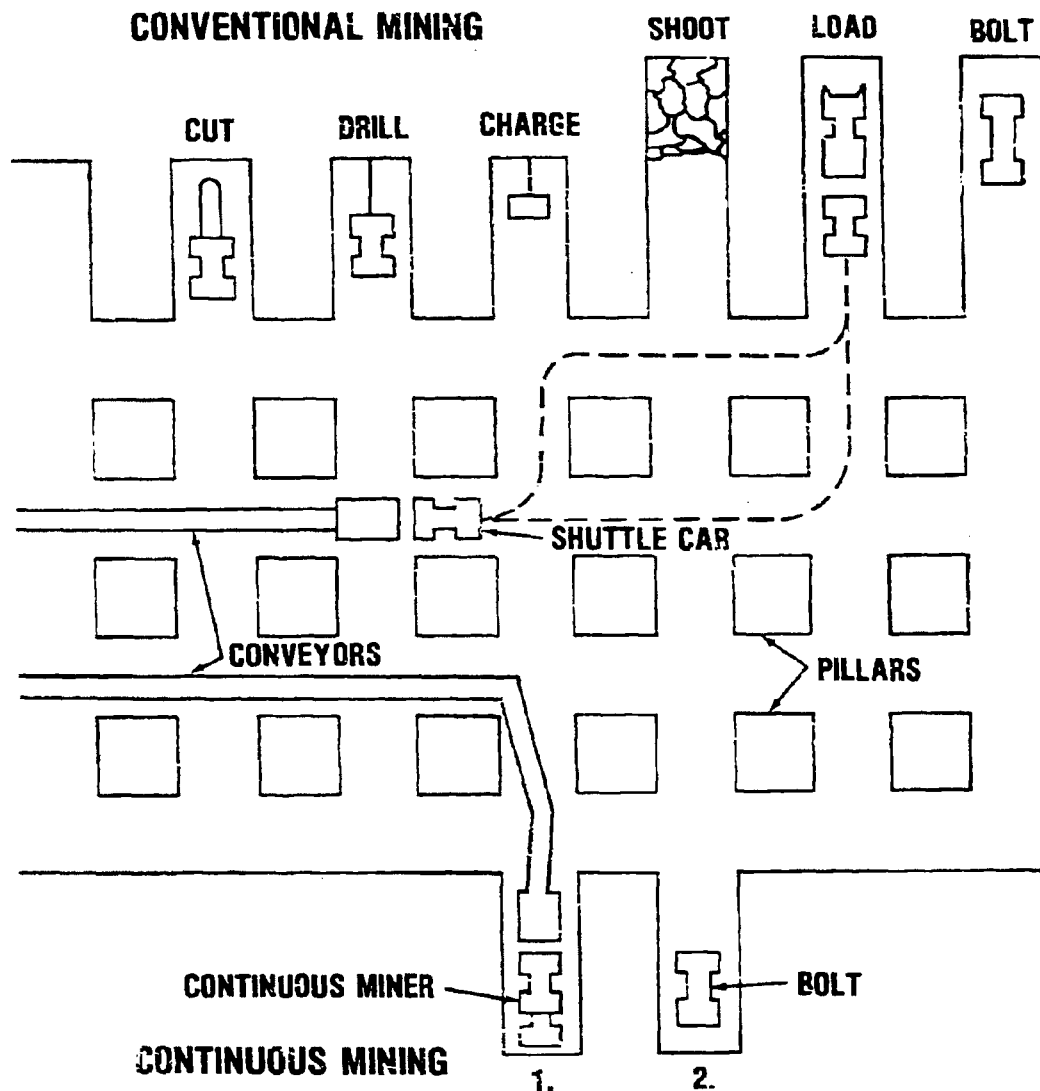 CONVENTIONAL MINING
SHOOT
LOAD
BOLT
CUT
DRILL
CHARGE
SHUTTLE CAR
CONVEYORS
PILLARS
CONTINUOUS MINER
BOLT
CONTINUOUS MINING
1.
2.